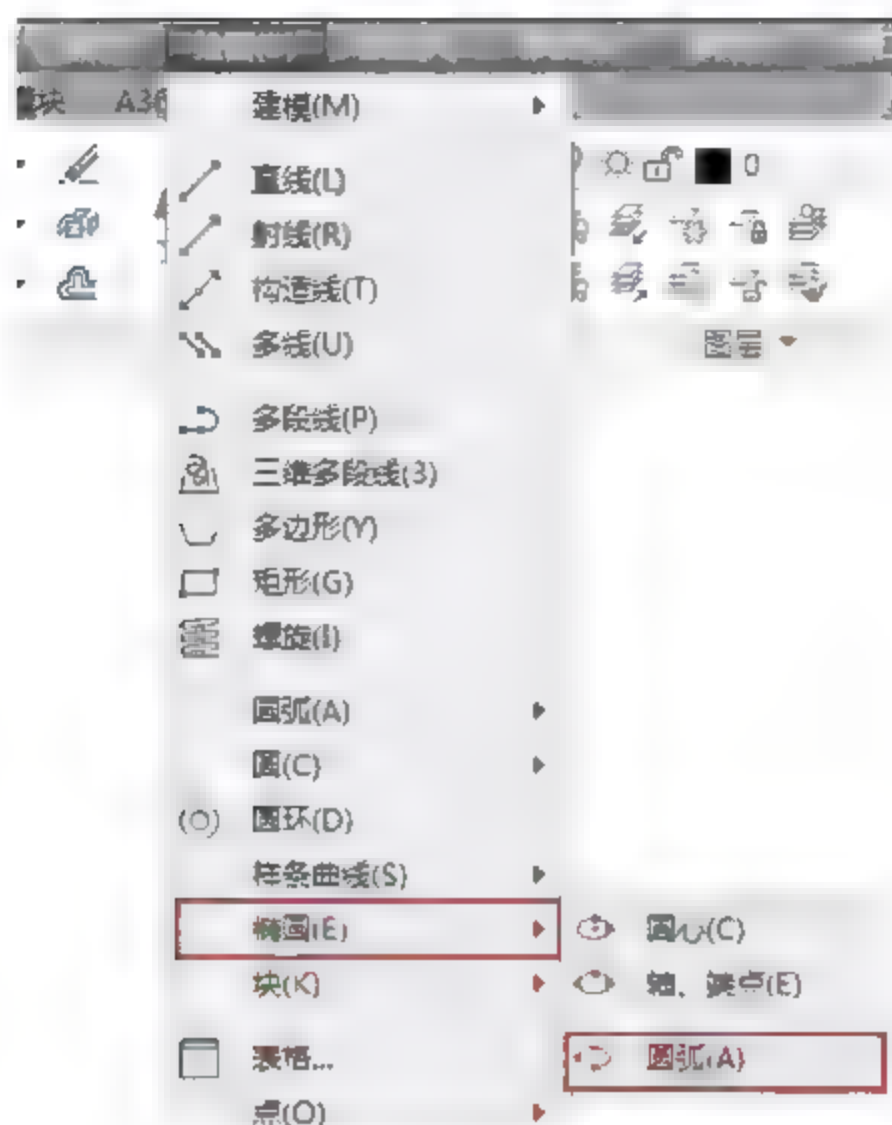 块 A36
建模(M)
直线(L)
0
射线(R)
构造线(T)
多线(U)
图层
多段线(P)
三维多段线(3)
多边形(Y)
矩形(G)
螺旋(I)
圆弧(A)
圆(C)
圆环(D)
样条曲线(S)
椭圆(E)
圆心(C)
块(K)
轴、端点(E)
表格...
圆弧(A)
点(O)